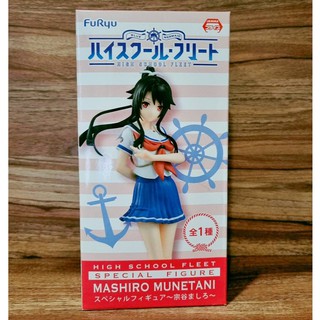 FuRyu
ハイスクール・フリート
HIGH SCHOOL FLEET
全1種
HIGH SCHOOL FLEET
SPECIAL FIGURE
MASHIRO MUNETANI
スペシャルフィギュア〜宗谷ましろ〜